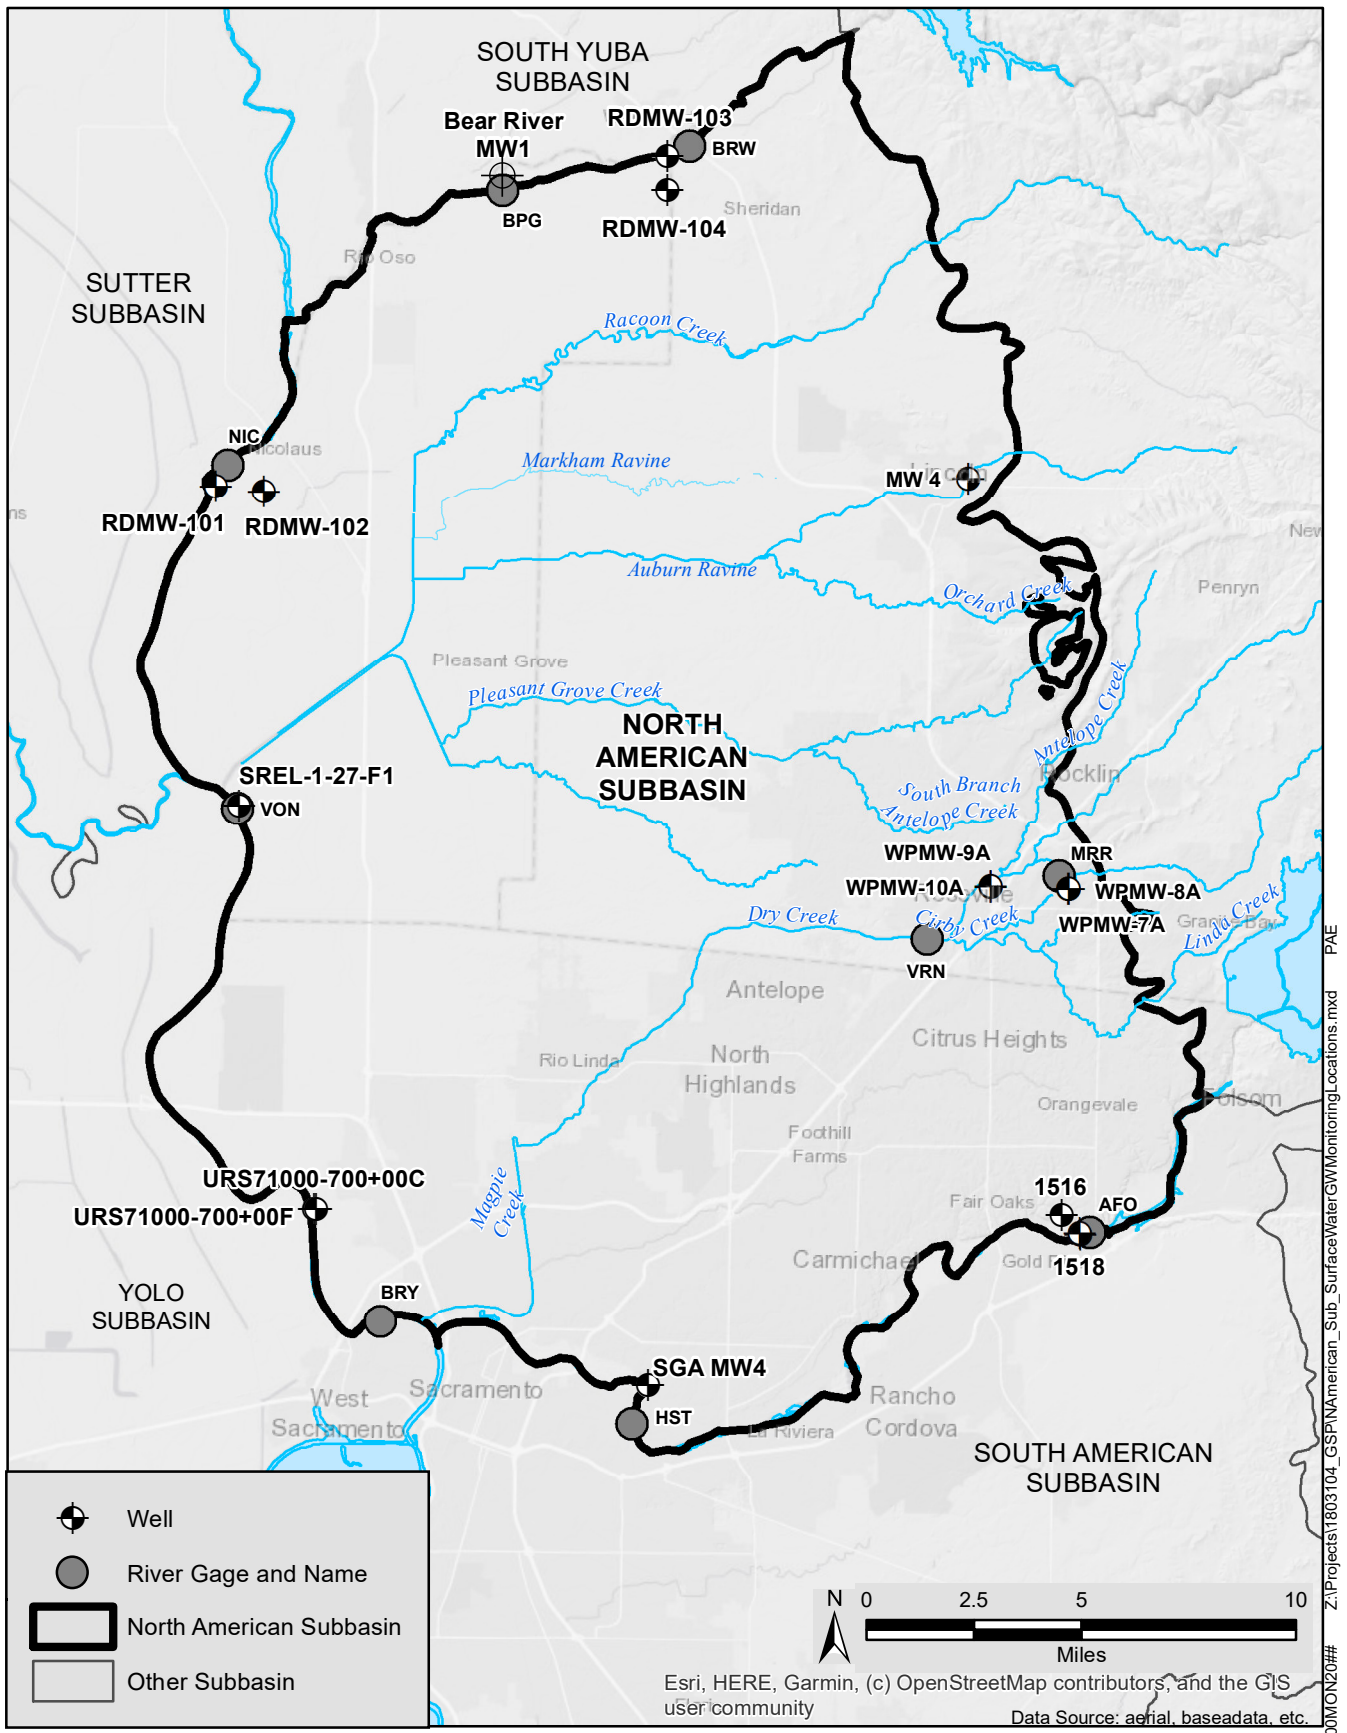 SOUTH YUBA
SUBBASIN
Bear River
MW1
RDMW-103
BRW
BPG
RDMW-104
Sheridan
Rio Oso
SUTTER
SUBBASIN
Racoon Creek
NIC
Nicolaus
Markham Ravine
Lincoln
MW 4
RDMW-101
RDMW-102
ns
New
Auburn Ravine
Orchard Creek
Penryn
Pleasant Grove
Pleasant Grove Creek
Antelope Creek
NORTH
AMERICAN
SUBBASIN
Rocklin
SREL-1-27-F1
VON
South Branch
Antelope Creek
WPMW-9A
MRR
WPMW-10A
Roseville
WPMW-8A
WPMW-7A
Dry Creek
Cirby Creek
Granite Bay
Linda Creek
VRN
Antelope
Citrus Heights
Rio Linda
North
Highlands
Orangevale
Folsom
Foothill
Farms
URS71000-700+00C
URS71000-700+00F
Magpie
Creek
1516
AFO
Fair Oaks
Carmichael
1518
YOLO
SUBBASIN
BRY
SGA MW4
HST
West
Sacramento
Sacramento
La Riviera
Rancho
Cordova
SOUTH AMERICAN
SUBBASIN
Well
River Gage and Name
North American Subbasin
Other Subbasin
N
0 2.5 5 10
Miles
Esri, HERE, Garmin, (c) OpenStreetMap contributors, and the GIS
user community
Data Source: aerial, baseadata, etc.
00MON20## Z:\Projects\1803104_GSP\NAmerican_Sub_SurfaceWaterGWMonitoringLocations.mxd PAE